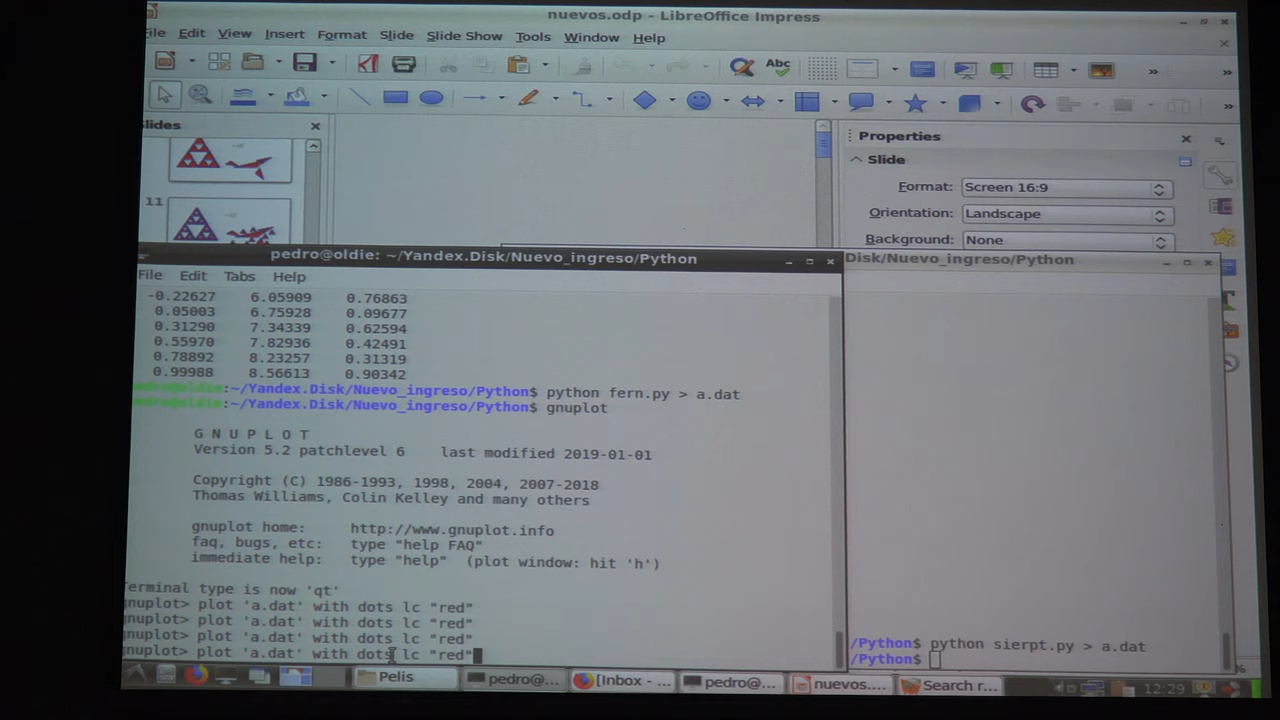 nuevos.odp - LibreOffice Impress
File Edit View Insert Format Slide Slide Show Tools Window Help
Abc
Slides
Properties
Slide
Format: Screen 16:9
Orientation: Landscape
Background: None
11
pedro@oldie: ~/Yandex.Disk/Nuevo_ingreso/Python
Disk/Nuevo_ingreso/Python
File Edit Tabs Help
-0.22627 6.05909 0.76863
0.05003 6.75928 0.09677
0.31290 7.34339 0.62594
0.55970 7.82936 0.42491
0.78892 8.23257 0.31319
0.99988 8.56613 0.90342
pedro@oldie:~/Yandex.Disk/Nuevo_ingreso/Python$ python fern.py > a.dat
pedro@oldie:~/Yandex.Disk/Nuevo_ingreso/Python$ gnuplot
G N U P L O T
Version 5.2 patchlevel 6 last modified 2019-01-01
Copyright (C) 1986-1993, 1998, 2004, 2007-2018
Thomas Williams, Colin Kelley and many others
gnuplot home: http://www.gnuplot.info
faq, bugs, etc: type "help FAQ"
immediate help: type "help" (plot window: hit 'h')
Terminal type is now 'qt'
gnuplot> plot 'a.dat' with dots lc "red"
gnuplot> plot 'a.dat' with dots lc "red"
gnuplot> plot 'a.dat' with dots lc "red"
gnuplot> plot 'a.dat' with dots lc "red"
/Python$ python sierpt.py > a.dat
/Python$
Pelis pedro@... [Inbox - ... pedro@... nuevos.... Search r... 12:29